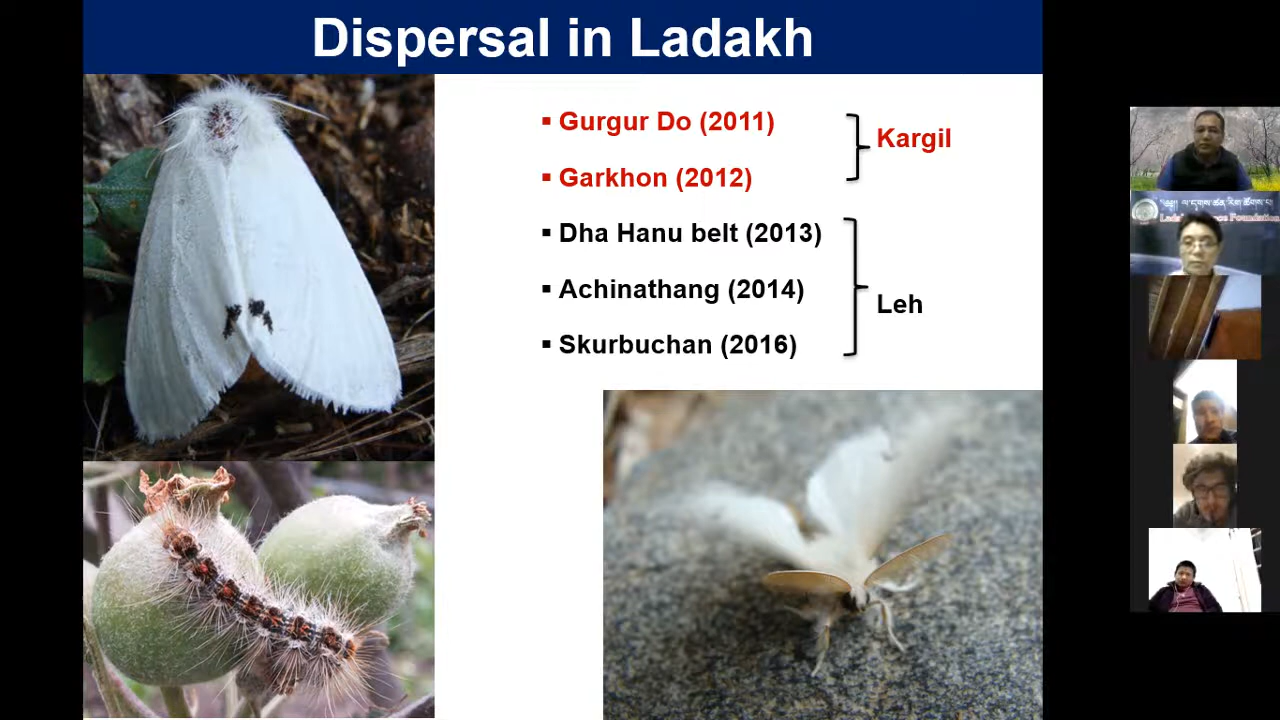 Dispersal in Ladakh
▪ Gurgur Do (2011)
▪ Garkhon (2012)
Kargil
▪ Dha Hanu belt (2013)
▪ Achinathang (2014)
▪ Skurbuchan (2016)
Leh